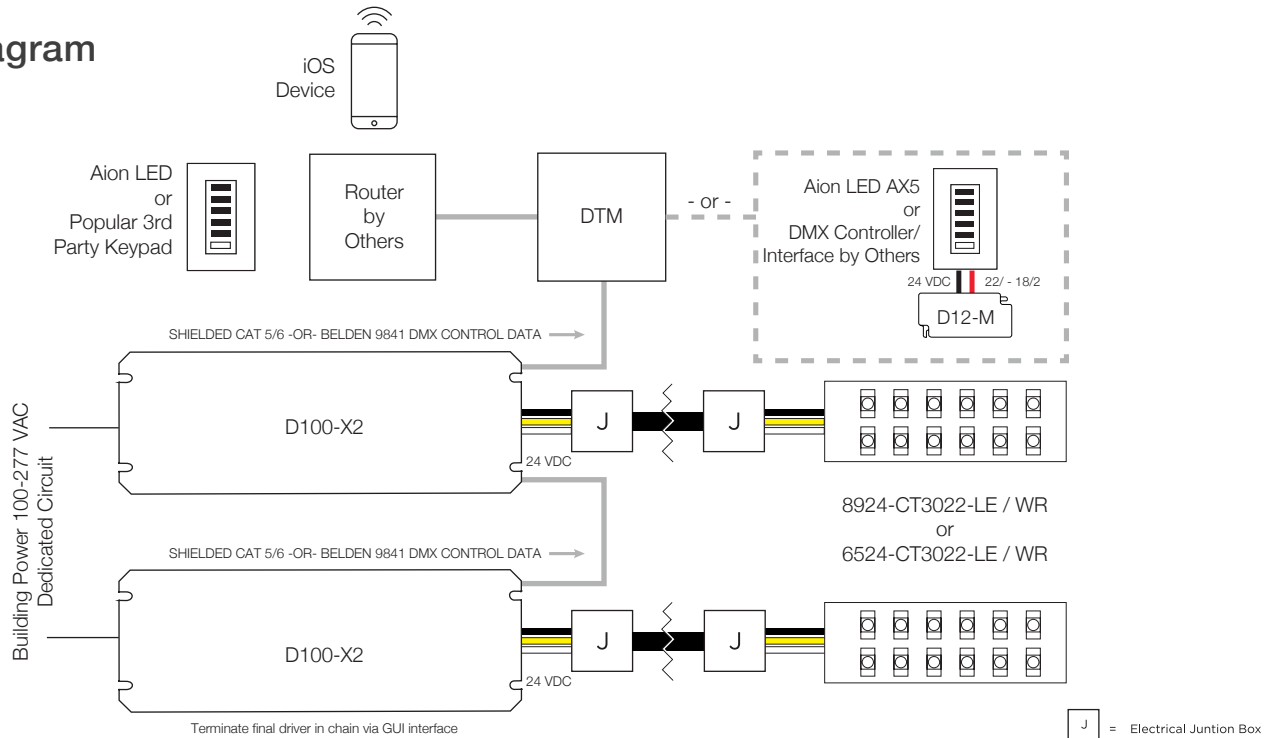 agram
iOS
Device
Aion LED
or
Popular 3rd
Party Keypad
Router
by
Others
DTM
- or -
Aion LED AX5
or
DMX Controller/
Interface by Others
24 VDC
22/ - 18/2
D12-M
SHIELDED CAT 5/6 -OR- BELDEN 9841 DMX CONTROL DATA
D100-X2
24 VDC
J
J
Building Power 100-277 VAC
Dedicated Circuit
8924-CT3022-LE / WR
or
6524-CT3022-LE / WR
SHIELDED CAT 5/6 -OR- BELDEN 9841 DMX CONTROL DATA
D100-X2
24 VDC
J
J
Terminate final driver in chain via GUI interface
J = Electrical Juntion Box